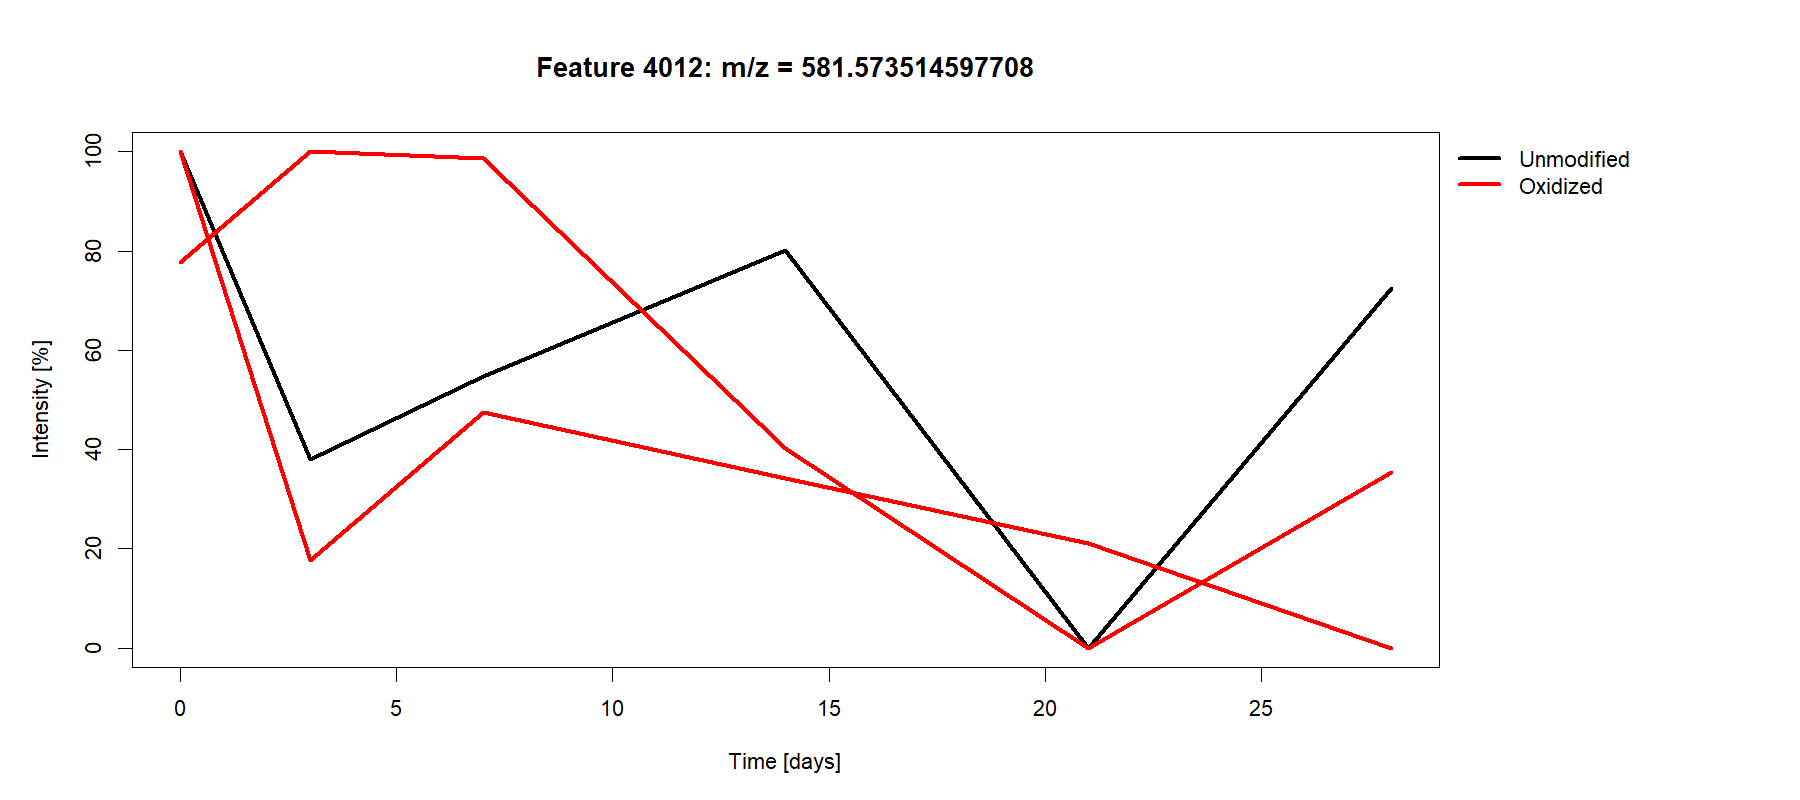 Feature 4012: m/z = 581.573514597708
Unmodified
Oxidized
100
80
60
40
20
0
Intensity [%]
0 5 10 15 20 25
Time [days]